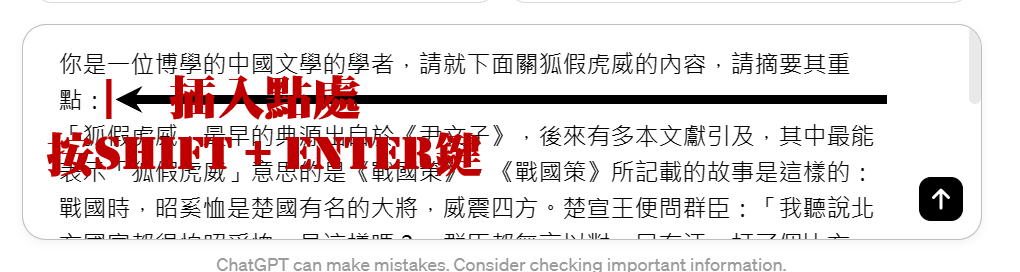 你是一位博學的中國文學的學者，請就下面關狐假虎威的內容，請摘要其重
點：
插入點處
「狐假虎威」最早的典源出自於《尹文子》，後來有多本文獻引及，其中最能
按SHIFT + ENTER鍵
表示「狐假虎威」意思的是《戰國策》。《戰國策》所記載的故事是這樣的：
戰國時，昭奚恤是楚國有名的大將，威震四方。楚宣王便問群臣：「我聽說北
ChatGPT can make mistakes. Consider checking important information.